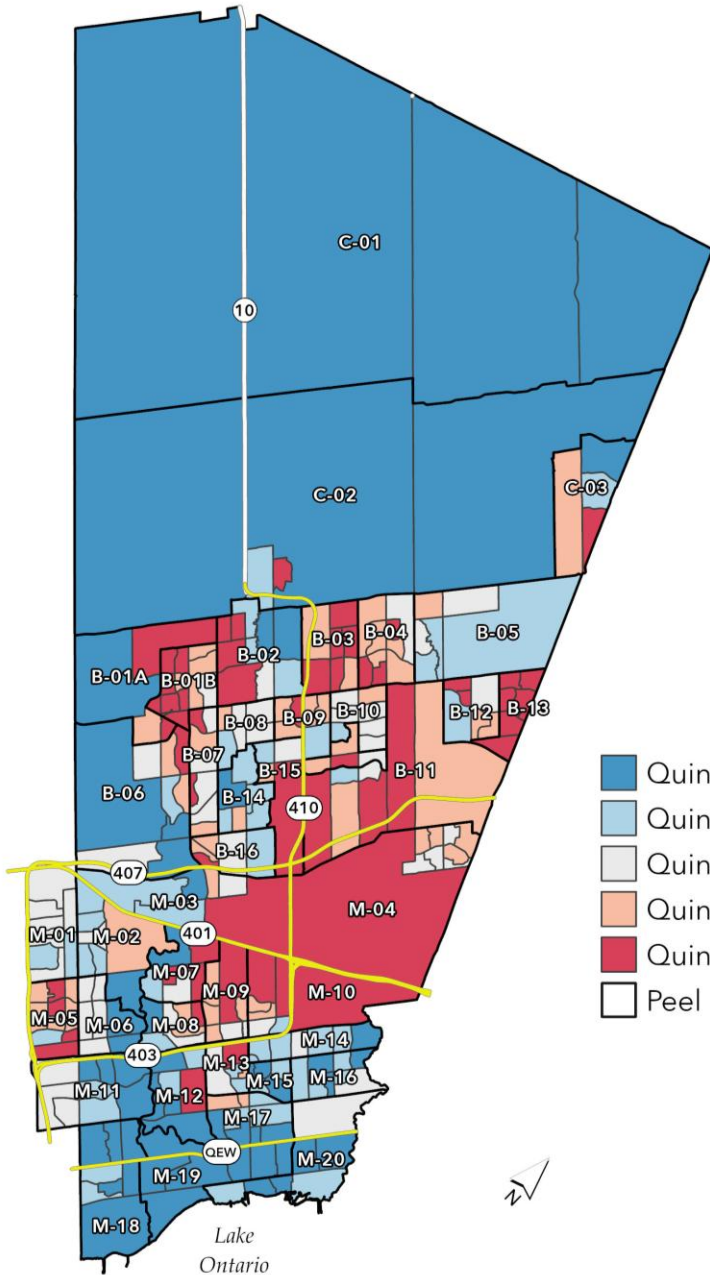 C-01
10
C-02
C-03
B-03
B-04
B-05
B-02
B-01A
B-01B
B-12
B-13
B-08
B-09
B-10
B-07
B-15
B-11
B-06
B-14
410
B-16
407
M-03
M-04
M-01
M-02
401
M-07
M-09
M-10
M-05
M-06
M-08
M-14
403
M-13
M-11
M-12
M-15
M-16
M-17
QEW
M-19
M-20
M-18
Quin
Quin
Quin
Quin
Quin
Peel
N
Lake
Ontario